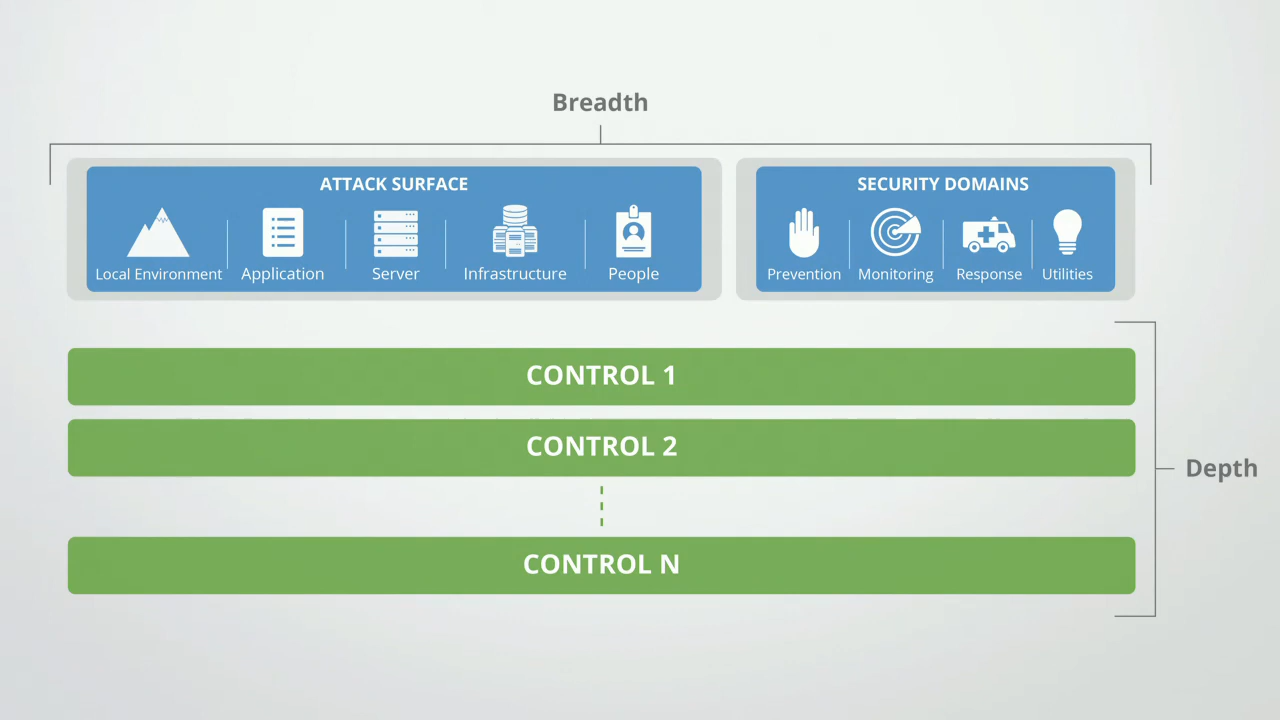 Breadth
ATTACK SURFACE
Local Environment
Application
Server
Infrastructure
People
SECURITY DOMAINS
Prevention
Monitoring
Response
Utilities
CONTROL 1
CONTROL 2
CONTROL N
Depth